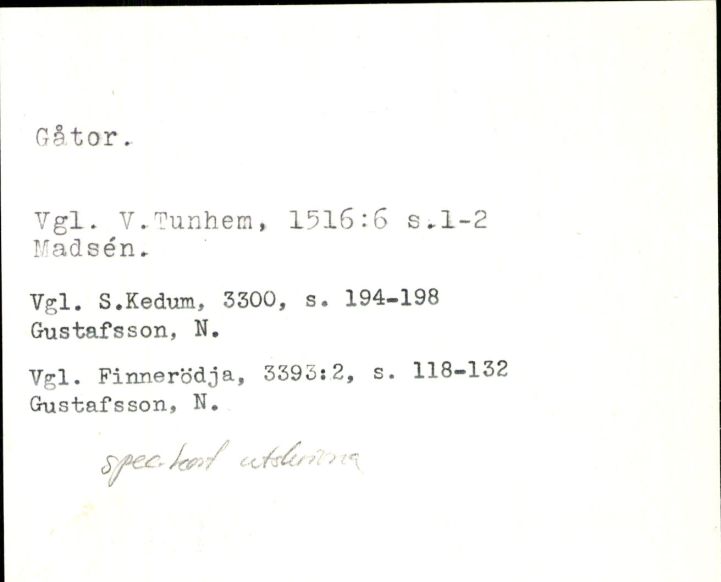 Gåtor.
Vgl. V.Tunhem, 1516:6 s.1-2
Madsén.
Vgl. S.Kedum, 3300, s. 194-198
Gustafsson, N.
Vgl. Finnerödja, 3393:2, s. 118-132
Gustafsson, N.
spec.kort utskrivna